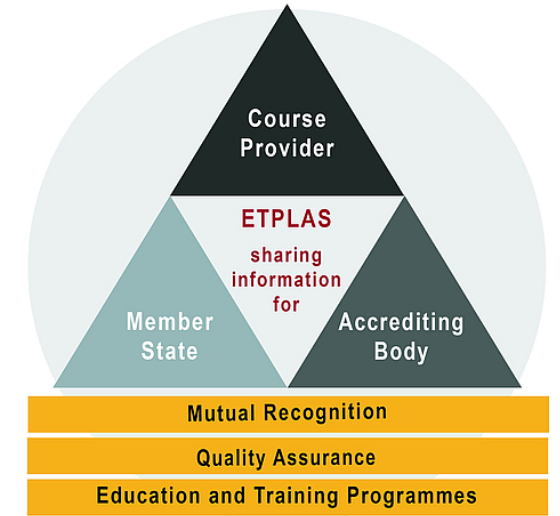 Course
Provider
ETPLAS
sharing
information
for
Member
State
Accrediting
Body
Mutual Recognition
Quality Assurance
Education and Training Programmes